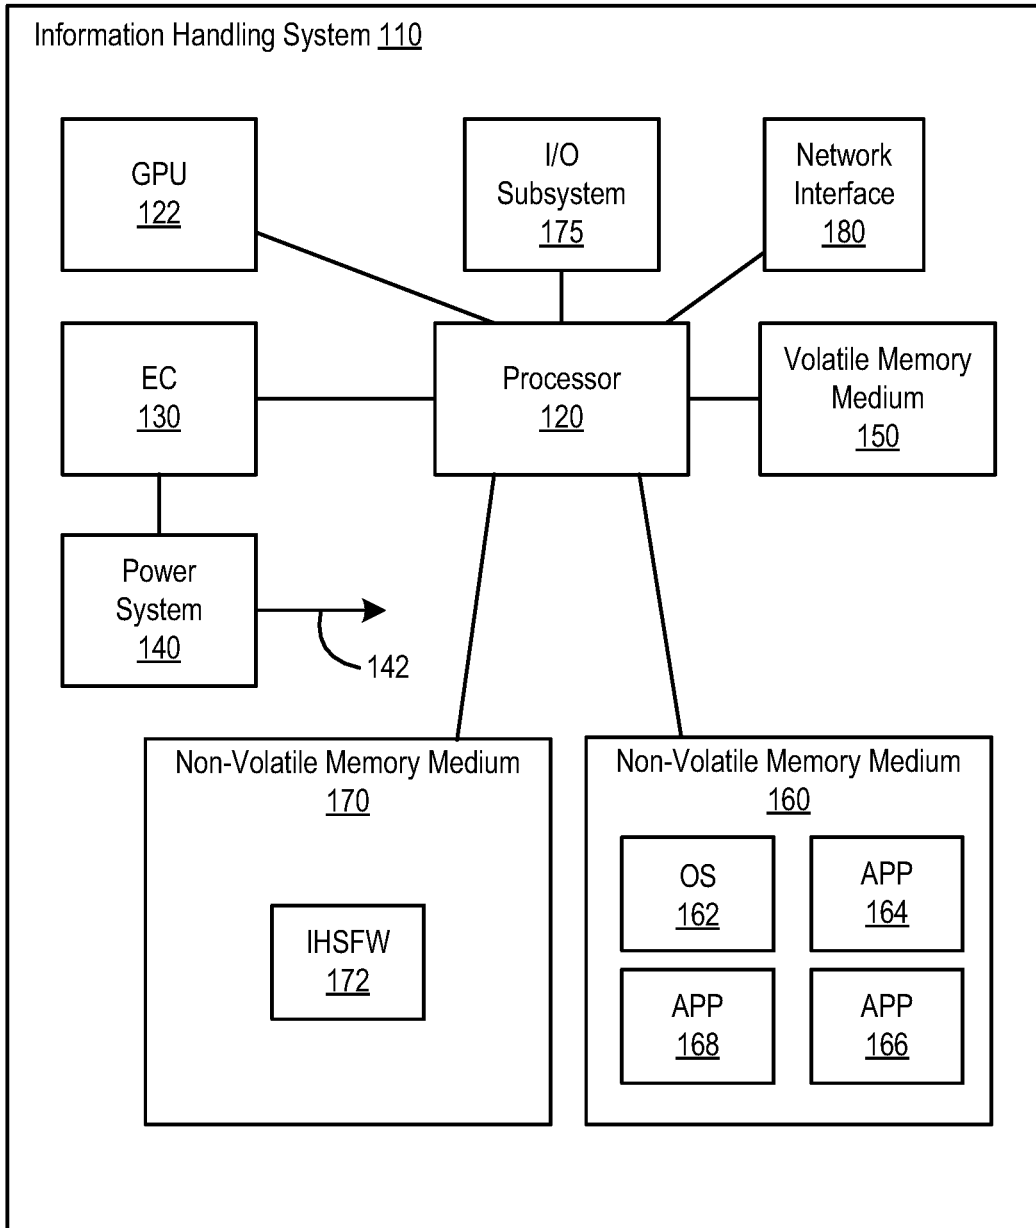 Information Handling System 110
GPU
122
I/O
Subsystem
175
Network
Interface
180
EC
130
Processor
120
Volatile Memory
Medium
150
Power
System
140
142
Non-Volatile Memory Medium
170
IHSFW
172
Non-Volatile Memory Medium
160
OS
162
APP
164
APP
168
APP
166